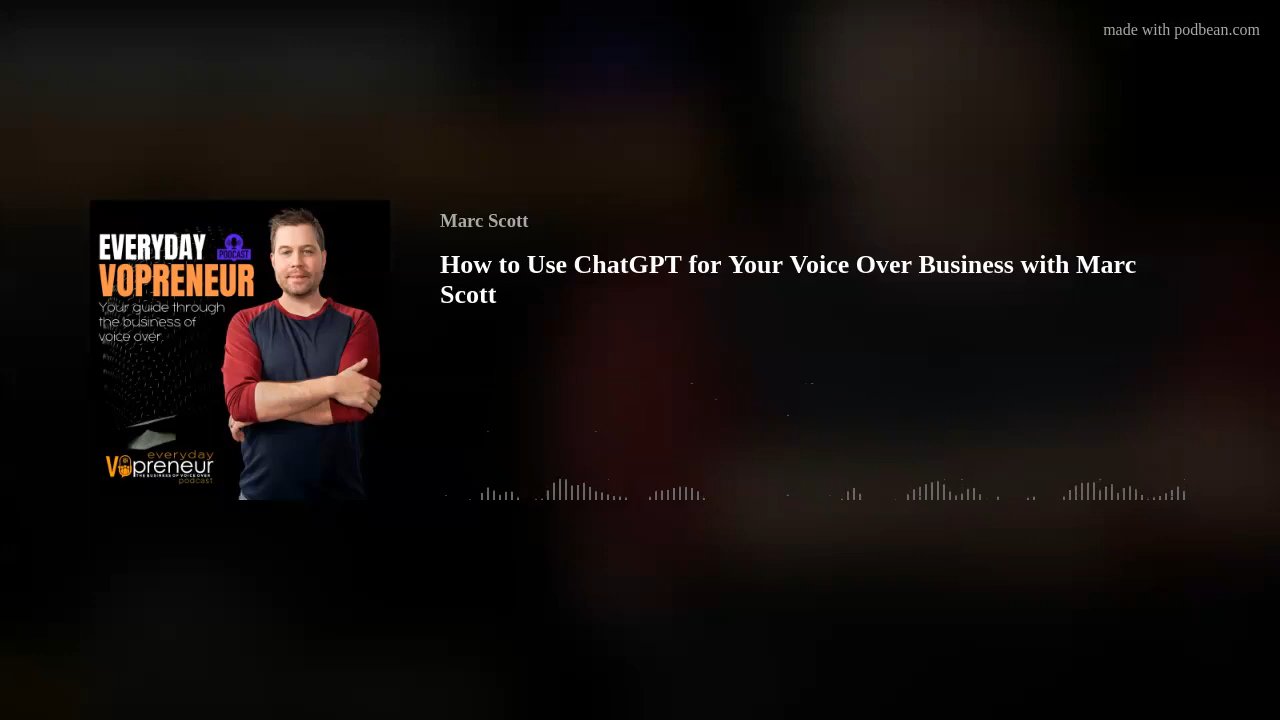 made with podbean.com
EVERYDAY
PODCAST
VOPRENEUR
Your guide through
the business of
voice over.
everyday
VOpreneur
THE BUSINESS OF VOICE OVER
podcast
Marc Scott
How to Use ChatGPT for Your Voice Over Business with Marc
Scott